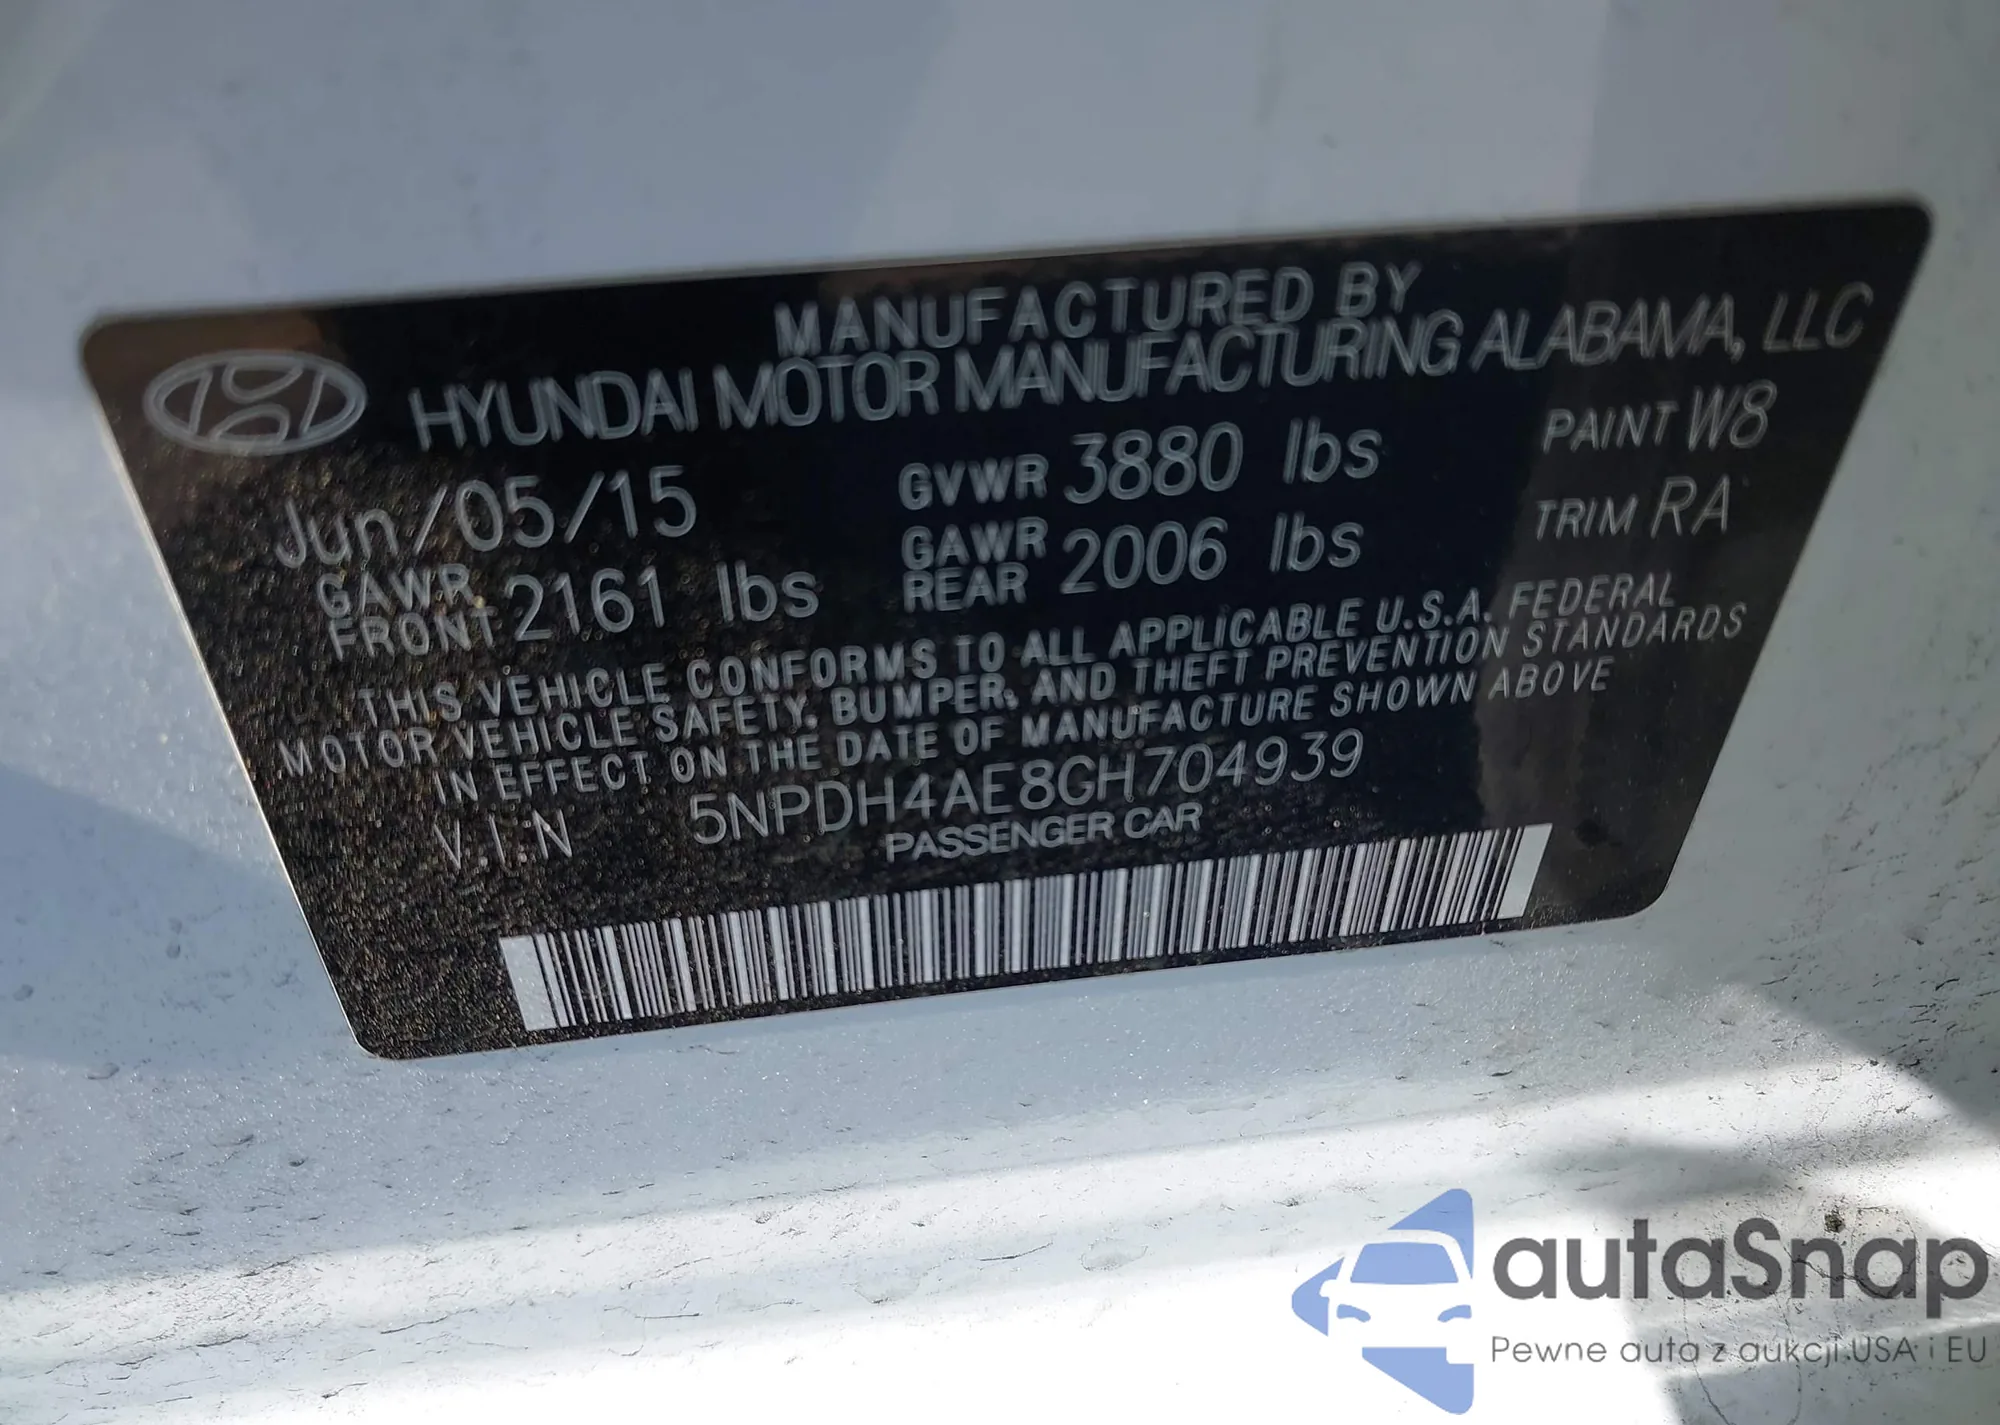 MANUFACTURED BY
HYUNDAI MOTOR MANUFACTURING ALABAMA, LLC
Jun/05/15 GVWR 3880 lbs PAINT W8
GAWR FRONT 2161 lbs GAWR REAR 2006 lbs TRIM RA
THIS VEHICLE CONFORMS TO ALL APPLICABLE U.S.A. FEDERAL
MOTOR VEHICLE SAFETY, BUMPER, AND THEFT PREVENTION STANDARDS
IN EFFECT ON THE DATE OF MANUFACTURE SHOWN ABOVE
V.I.N 5NPDH4AE8GH704939
PASSENGER CAR
autaSnap
Pewne auta z aukcji USA i EU